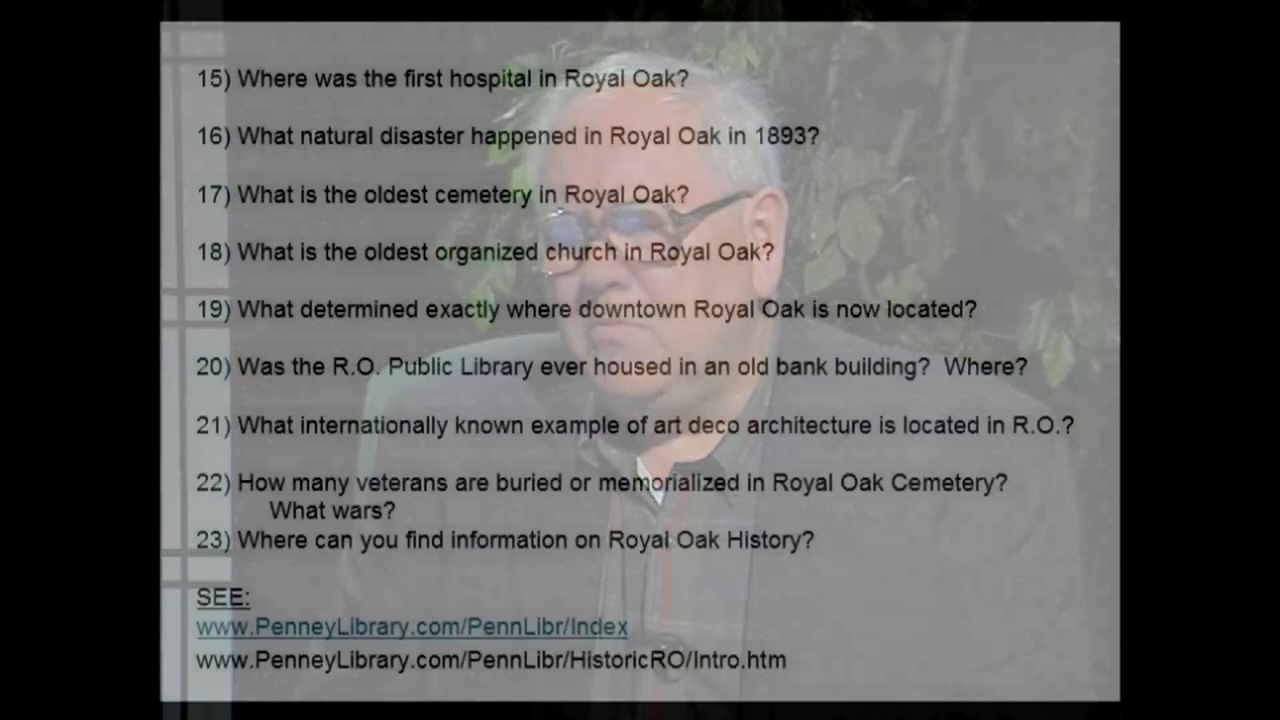 15) Where was the first hospital in Royal Oak?
16) What natural disaster happened in Royal Oak in 1893?
17) What is the oldest cemetery in Royal Oak?
18) What is the oldest organized church in Royal Oak?
19) What determined exactly where downtown Royal Oak is now located?
20) Was the R.O. Public Library ever housed in an old bank building?  Where?
21) What internationally known example of art deco architecture is located in R.O.?
22) How many veterans are buried or memorialized in Royal Oak Cemetery?
What wars?
23) Where can you find information on Royal Oak History?
SEE:
www.PenneyLibrary.com/PennLibr/Index
www.PenneyLibrary.com/PennLibr/HistoricRO/Intro.htm